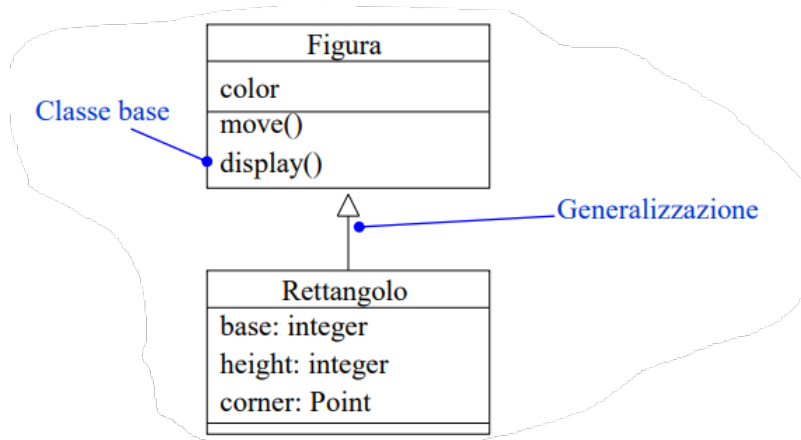 Figura
color
Classe base
move()
display()
Generalizzazione
Rettangolo
base: integer
height: integer
corner: Point